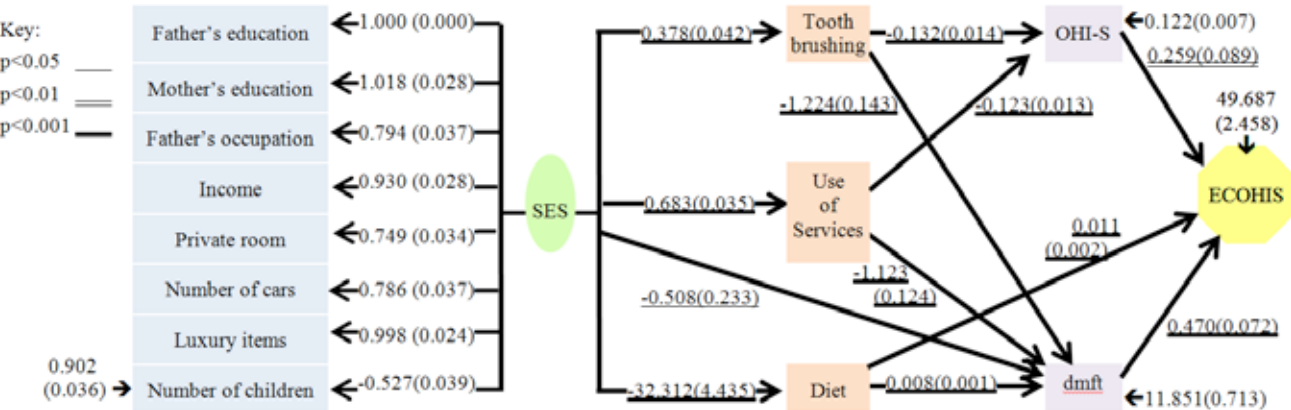 Key:
p<0.05
p<0.01
p<0.001
Father's education
Mother's education
Father's occupation
Income
Private room
Number of cars
Luxury items
Number of children
0.902
(0.036)
1.000 (0.000)
1.018 (0.028)
0.794 (0.037)
0.930 (0.028)
0.749 (0.034)
0.786 (0.037)
0.998 (0.024)
-0.527(0.039)
SES
0.378(0.042)
0.683(0.035)
-0.508(0.233)
-32.312(4.435)
Tooth
brushing
Use
of
Services
Diet
-0.132(0.014)
-1.224(0.143)
-0.123(0.013)
-1.123
(0.124)
0.008(0.001)
0.011
(0.002)
OHI-S
dmft
0.122(0.007)
0.259(0.089)
49.687
(2.458)
ECOHIS
0.470(0.072)
11.851(0.713)